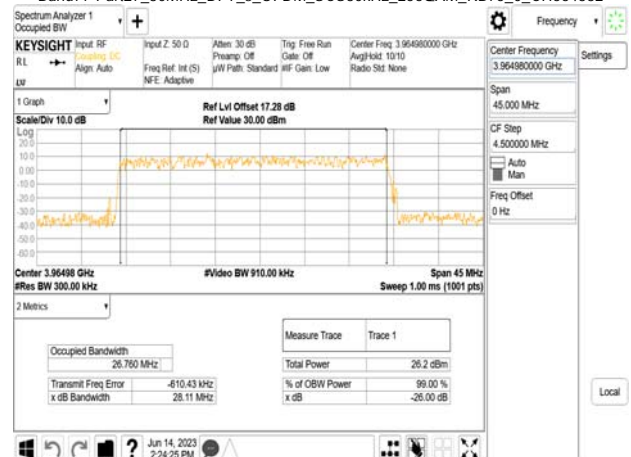 Spectrum Analyzer 1
Occupied BW
Frequency
KEYSIGHT
Input: RF
Coupling: DC
Align: Auto
Input Z: 50 Ω
Freq Ref: Int (S)
NFE: Adaptive
Atten: 30 dB
Preamp: Off
µW Path: Standard
Trig: Free Run
Gate: Off
#IF Gain: Low
Center Freq: 3.964980000 GHz
Avg|Hold: 10/10
Radio Std: None
RL
Center Frequency
3.964980000 GHz
Settings
Span
45.000 MHz
CF Step
4.500000 MHz
Auto
Man
Freq Offset
0 Hz
Local
1 Graph
Scale/Div 10.0 dB
Ref Lvl Offset 17.28 dB
Ref Value 30.00 dBm
Log
20.0
10.0
0.00
-10.0
-20.0
-30.0
-40.0
-50.0
-60.0
Center 3.96498 GHz
#Video BW 910.00 kHz
Span 45 MHz
#Res BW 300.00 kHz
Sweep 1.00 ms (1001 pts)
2 Metrics
Measure Trace
Trace 1
Occupied Bandwidth
26.760 MHz
Total Power
26.2 dBm
Transmit Freq Error
-610.43 kHz
% of OBW Power
99.00 %
x dB Bandwidth
28.11 MHz
x dB
-26.00 dB
?
Jun 14, 2023
2:24:25 PM